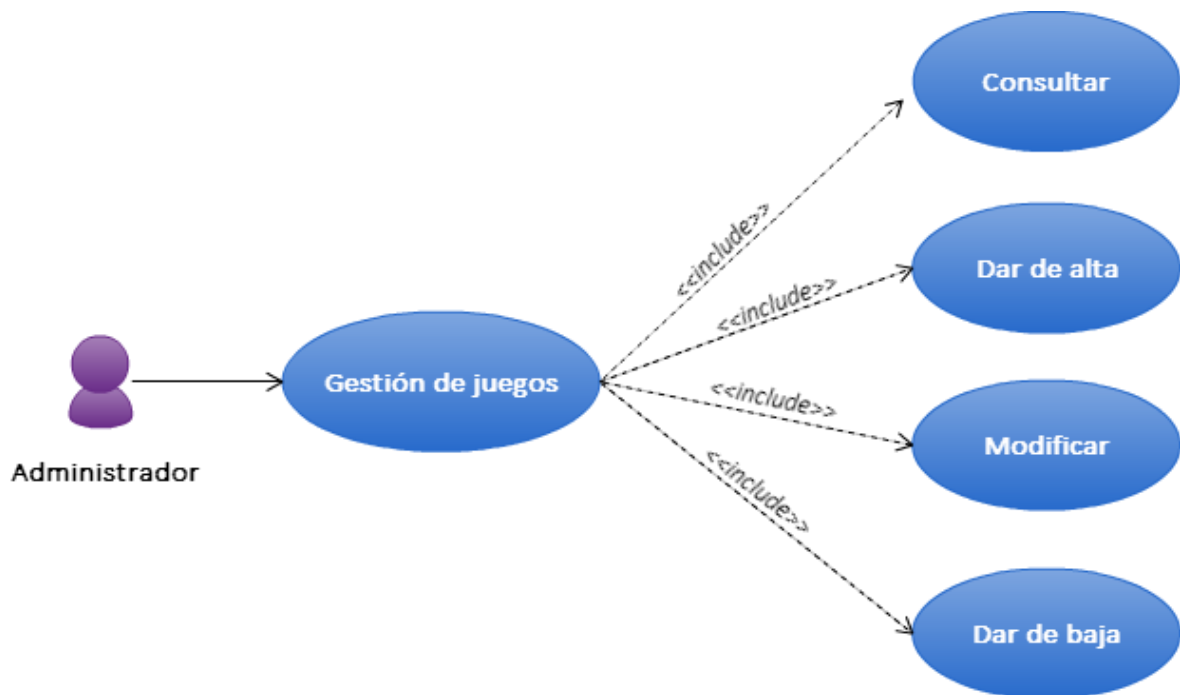 Consultar
<<include>>
Dar de alta
<<include>>
Gestión de juegos
<<include>>
Modificar
Administrador
<<include>>
Dar de baja